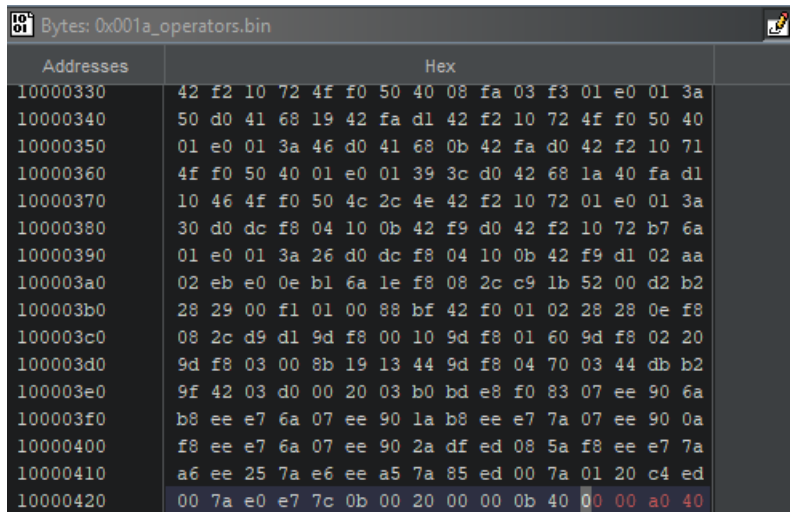 Bytes: 0x001a_operators.bin
Addresses Hex
10000330 42 f2 10 72 4f f0 50 40 08 fa 03 f3 01 e0 01 3a
10000340 50 d0 41 68 19 42 fa d1 42 f2 10 72 4f f0 50 40
10000350 01 e0 01 3a 46 d0 41 68 0b 42 fa d0 42 f2 10 71
10000360 4f f0 50 40 01 e0 01 39 3c d0 42 68 1a 40 fa d1
10000370 10 46 4f f0 50 4c 2c 4e 42 f2 10 72 01 e0 01 3a
10000380 30 d0 dc f8 04 10 0b 42 f9 d0 42 f2 10 72 b7 6a
10000390 01 e0 01 3a 26 d0 dc f8 04 10 0b 42 f9 d1 02 aa
100003a0 02 eb e0 0e b1 6a 1e f8 08 2c c9 1b 52 00 d2 b2
100003b0 28 29 00 f1 01 00 88 bf 42 f0 01 02 28 28 0e f8
100003c0 08 2c d9 d1 9d f8 00 10 9d f8 01 60 9d f8 02 20
100003d0 9d f8 03 00 8b 19 13 44 9d f8 04 70 03 44 db b2
100003e0 9f 42 03 d0 00 20 03 b0 bd e8 f0 83 07 ee 90 6a
100003f0 b8 ee e7 6a 07 ee 90 1a b8 ee e7 7a 07 ee 90 0a
10000400 f8 ee e7 6a 07 ee 90 2a df ed 08 5a f8 ee e7 7a
10000410 a6 ee 25 7a e6 ee a5 7a 85 ed 00 7a 01 20 c4 ed
10000420 00 7a e0 e7 7c 0b 00 20 00 00 0b 40 00 00 a0 40